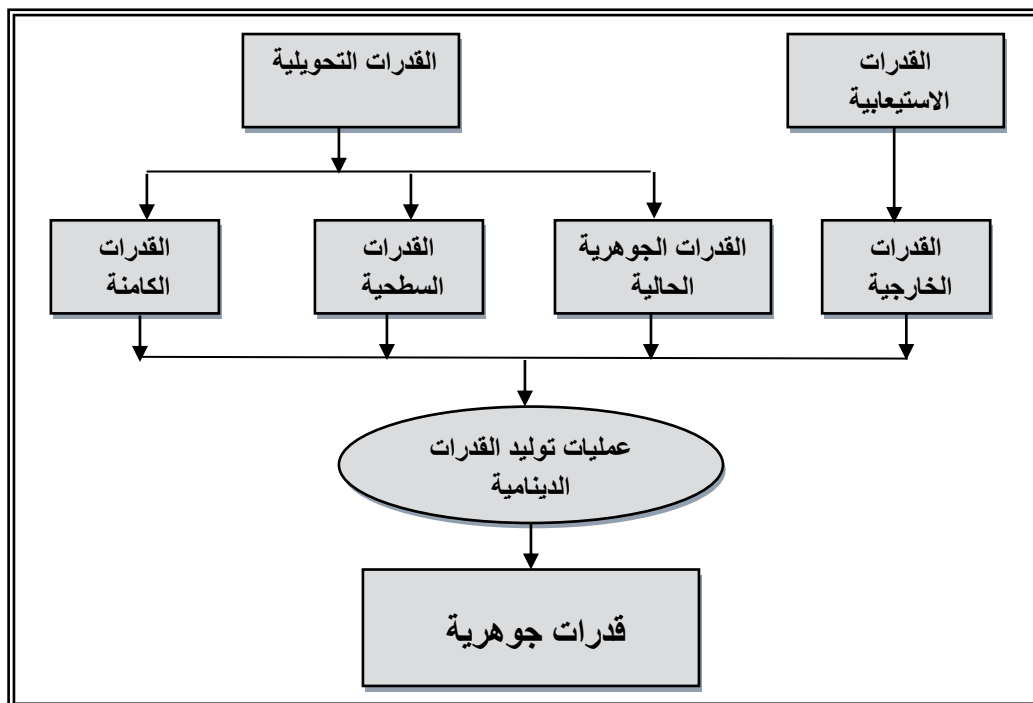 القدرات
الاستيعابية
القدرات التحويلية
القدرات
الخارجية
القدرات الجوهرية
الحالية
القدرات
السطحية
القدرات
الكامنة
عمليات توليد القدرات
الدينامية
قدرات جوهرية